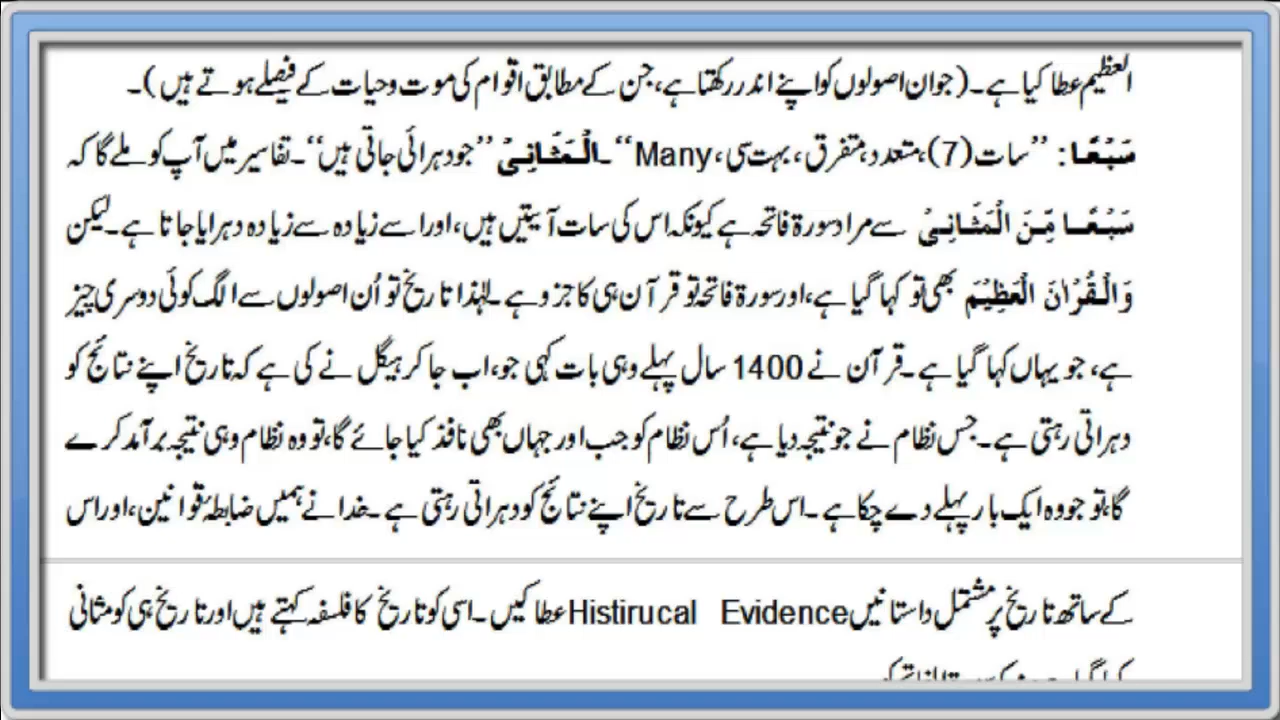 العظیم عطا کیا ہے۔ (جو ان اصولوں کو اپنے اندر رکھتا ہے، جن کے مطابق اقوام کی موت و حیات کے فیصلے ہوتے ہیں)۔
سَبۡعًا: ’’سات (7)، متعدد، متفرق، بہت سی، Many‘‘۔ الۡمَثَانِیۡ ’’جو دہرائی جاتی ہیں‘‘۔ تفاسیر میں آپ کو ملے گا کہ
سَبۡعًا مِّنَ الۡمَثَانِیۡ سے مراد سورۃ فاتحہ ہے کیونکہ اس کی سات آیتیں ہیں، اور اسے زیادہ سے زیادہ دہرایا جاتا ہے۔ لیکن
وَالۡقُرۡاٰنَ الۡعَظِیۡمَ بھی تو کہا گیا ہے، اور سورۃ فاتحہ تو قرآن ہی کا جزو ہے۔ لہٰذا تاریخ تو اُن اصولوں سے الگ کوئی دوسری چیز
ہے، جو یہاں کہا گیا ہے۔ قرآن نے 1400 سال پہلے وہی بات کہی جو، اب جا کر ہیگل نے کی ہے کہ تاریخ اپنے نتائج کو
دہراتی رہتی ہے۔ جس نظام نے جو نتیجہ دیا ہے، اُس نظام کو جب اور جہاں بھی نافذ کیا جائے گا، تو وہ نظام وہی نتیجہ برآمد کرے
گا، تو جو وہ ایک بار پہلے دے چکا ہے۔ اس طرح سے تاریخ اپنے نتائج کو دہراتی رہتی ہے۔ خدا نے ہمیں ضابطۂ قوانین، اور اس
کے ساتھ تاریخ پر مشتمل داستانیں Histirucal Evidence عطا کیں۔ اسی کو تاریخ کا فلسفہ کہتے ہیں اور تاریخ ہی کو مثانی